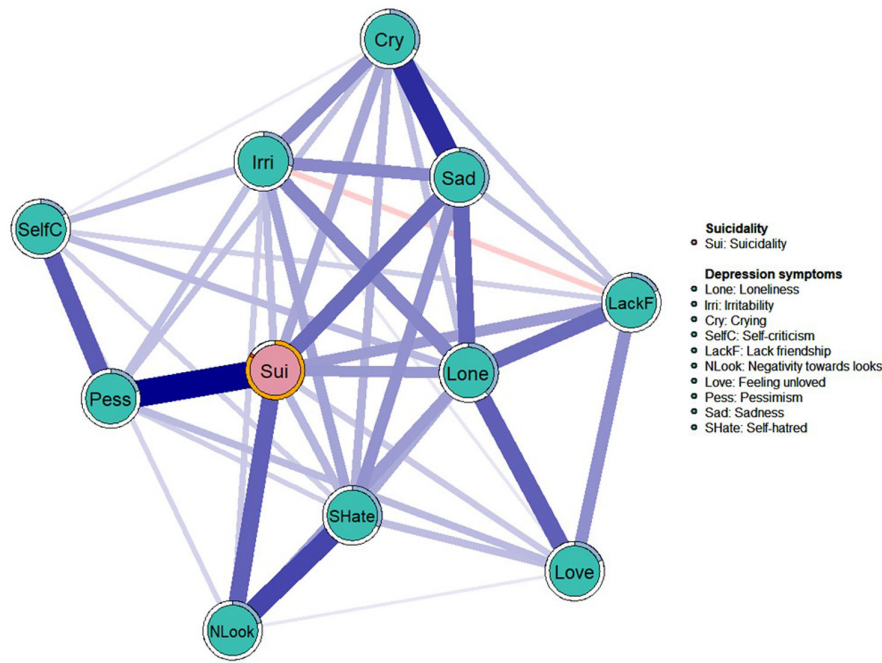 Cry
Irri
Sad
SelfC
LackF
Sui
Lone
Pess
SHate
Love
NLook
Suicidality
Sui: Suicidality
Depression symptoms
Lone: Loneliness
Irri: Irritability
Cry: Crying
SelfC: Self-criticism
LackF: Lack friendship
NLook: Negativity towards looks
Love: Feeling unloved
Pess: Pessimism
Sad: Sadness
SHate: Self-hatred